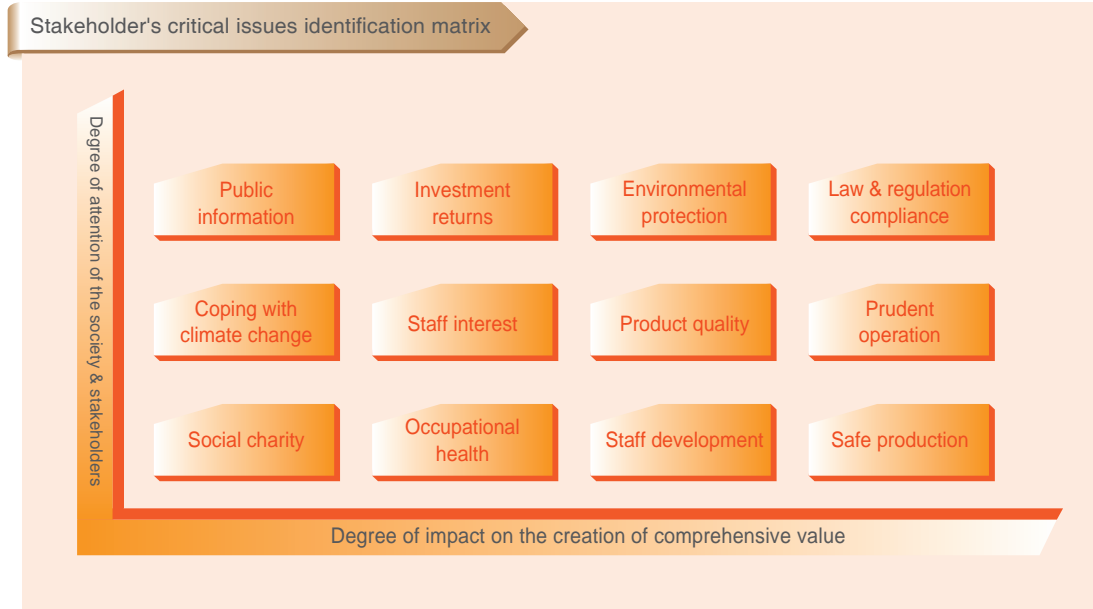 Stakeholder's critical issues identification matrix
Degree of attention of the society & stakeholders
Public
information
Investment
returns
Environmental
protection
Law & regulation
compliance
Coping with
climate change
Staff interest
Product quality
Prudent
operation
Social charity
Occupational
health
Staff development
Safe production
Degree of impact on the creation of comprehensive value